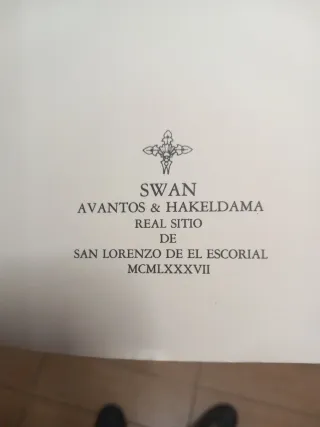 SWAN
AVANTOS & HAKELDAMA
REAL SITIO
DE
SAN LORENZO DE EL ESCORIAL
MCMLXXXVII